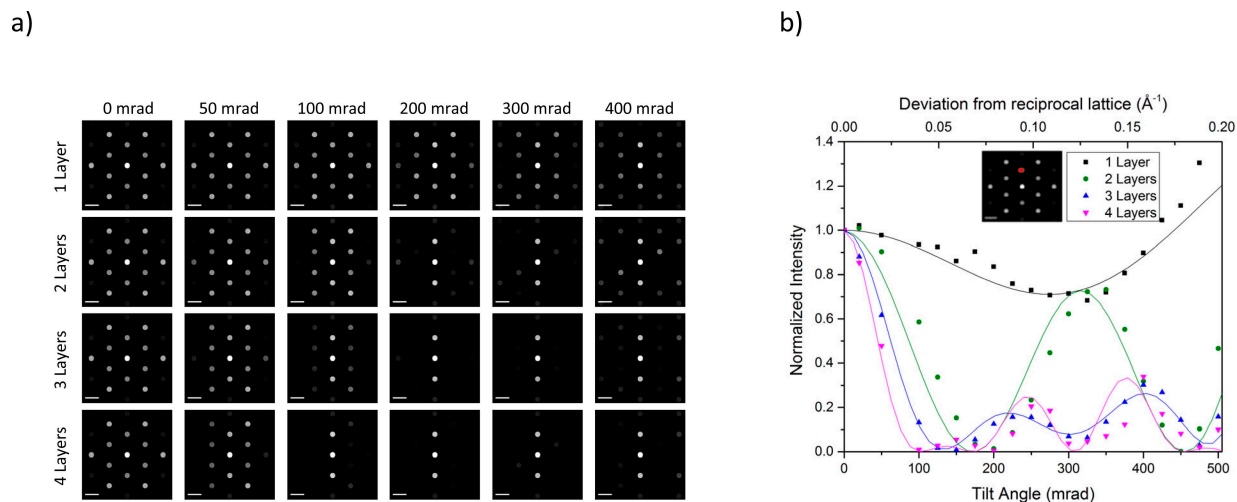 a)
0 mrad 50 mrad 100 mrad 200 mrad 300 mrad 400 mrad
1 Layer
2 Layers
3 Layers
4 Layers
b)
Deviation from reciprocal lattice (Å⁻¹)
0.00 0.05 0.10 0.15 0.20
1.4
1.2
1.0
0.8
0.6
0.4
0.2
0.0
Normalized Intensity
1 Layer
2 Layers
3 Layers
4 Layers
0 100 200 300 400 500
Tilt Angle (mrad)